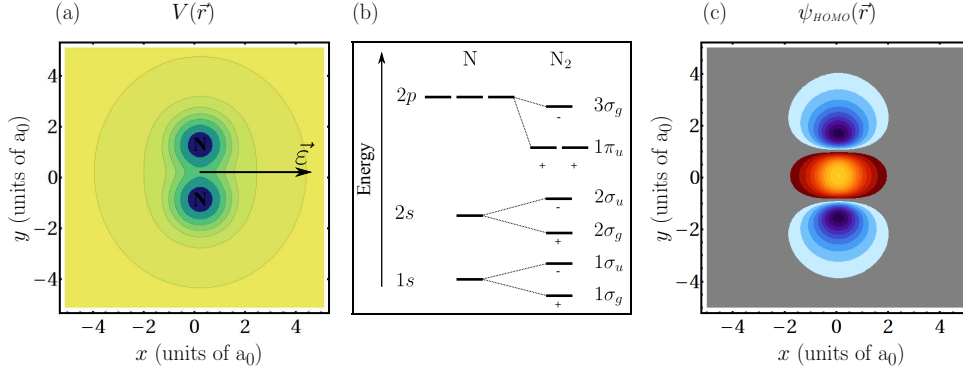 (a)
V(r⃗)
4
2
0
−2
−4
y (units of a₀)
N
N
ω⃗
−4
−2
0
2
4
x (units of a₀)
(b)
Energy
N
N₂
2p
3σg
-
1πu
+
+
2s
2σu
-
2σg
+
1s
1σu
-
1σg
+
(c)
ψHOMO(r⃗)
4
2
0
−2
−4
y (units of a₀)
−4
−2
0
2
4
x (units of a₀)